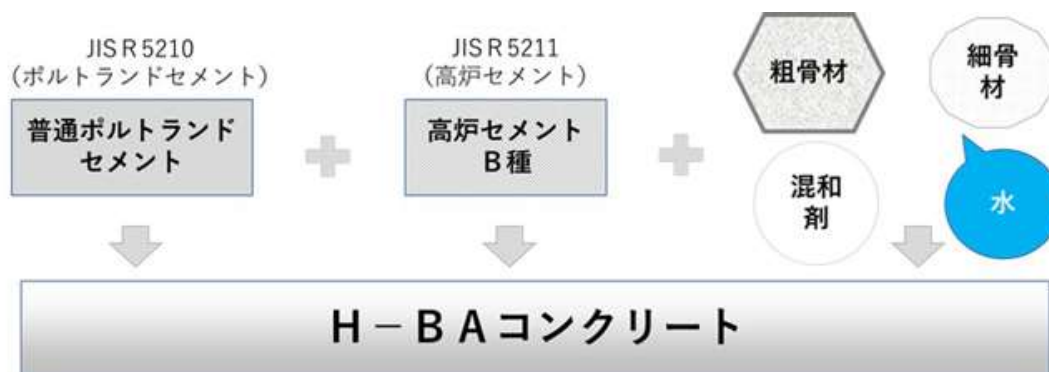 JIS R 5210
(ポルトランドセメント)
普通ポルトランド
セメント
JIS R 5211
(高炉セメント)
高炉セメント
B種
粗骨材
細骨
材
混和
剤
水
H-BAコンクリート